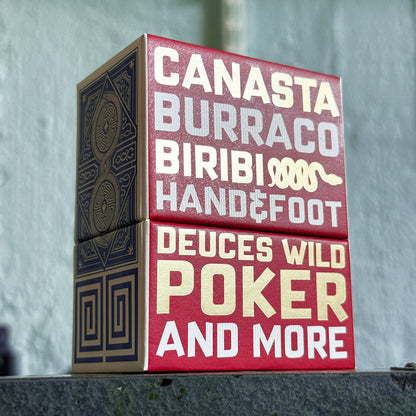 CANASTA
BURRACO
BIRIBI
HAND&FOOT
DEUCES WILD
POKER
AND MORE